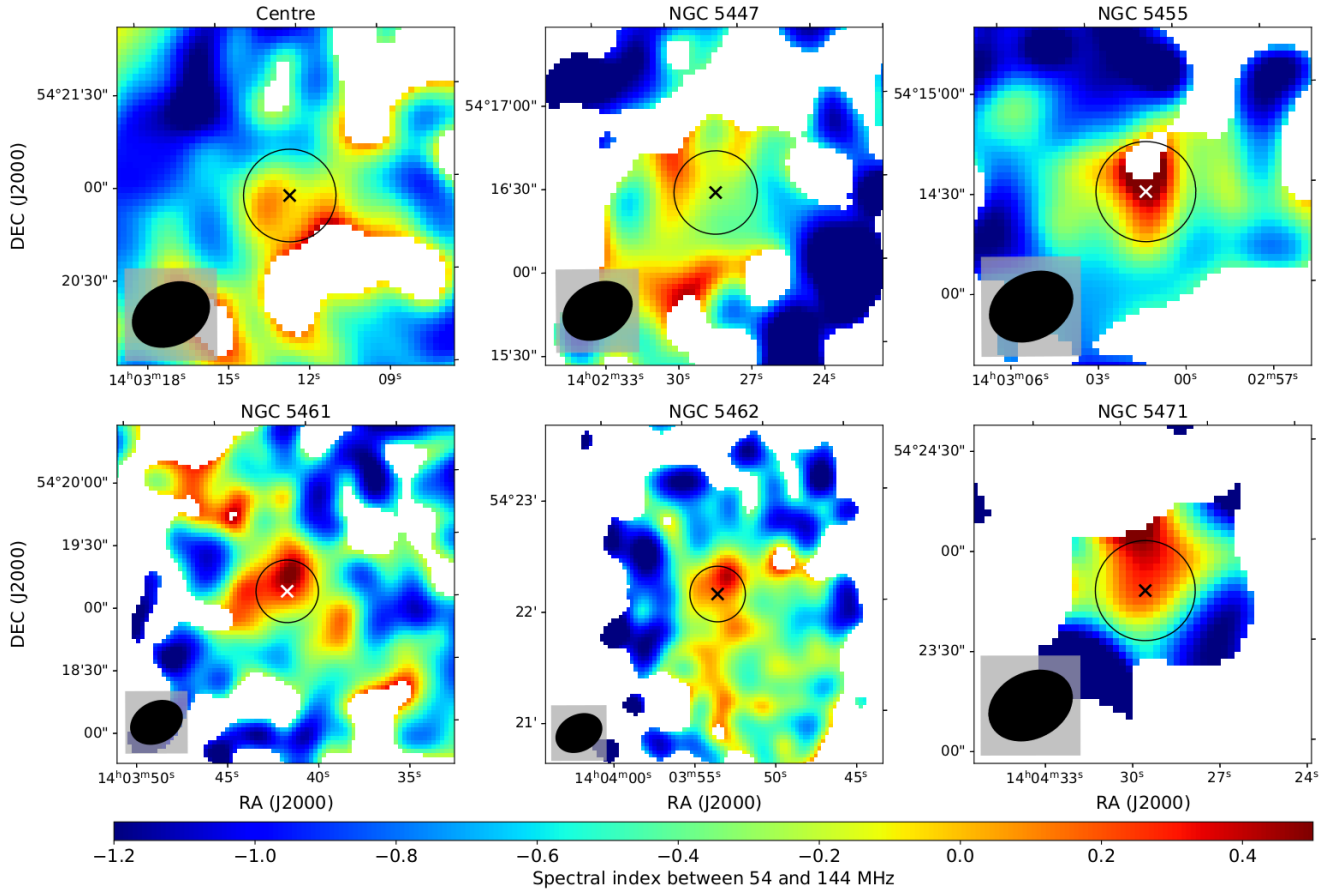 Centre
NGC 5447
NGC 5455
DEC (J2000)
54°21'30"
00"
20'30"
14ʰ03ᵐ18ˢ 15ˢ 12ˢ 09ˢ
54°17'00"
16'30"
00"
15'30"
14ʰ02ᵐ33ˢ 30ˢ 27ˢ 24ˢ
54°15'00"
14'30"
00"
14ʰ03ᵐ06ˢ 03ˢ 00ˢ 02ᵐ57ˢ
NGC 5461
NGC 5462
NGC 5471
DEC (J2000)
54°20'00"
19'30"
00"
18'30"
00"
14ʰ03ᵐ50ˢ 45ˢ 40ˢ 35ˢ
RA (J2000)
54°23'
22'
21'
14ʰ04ᵐ00ˢ 03ᵐ55ˢ 50ˢ 45ˢ
RA (J2000)
54°24'30"
00"
23'30"
00"
14ʰ04ᵐ33ˢ 30ˢ 27ˢ 24ˢ
RA (J2000)
−1.2 −1.0 −0.8 −0.6 −0.4 −0.2 0.0 0.2 0.4
Spectral index between 54 and 144 MHz